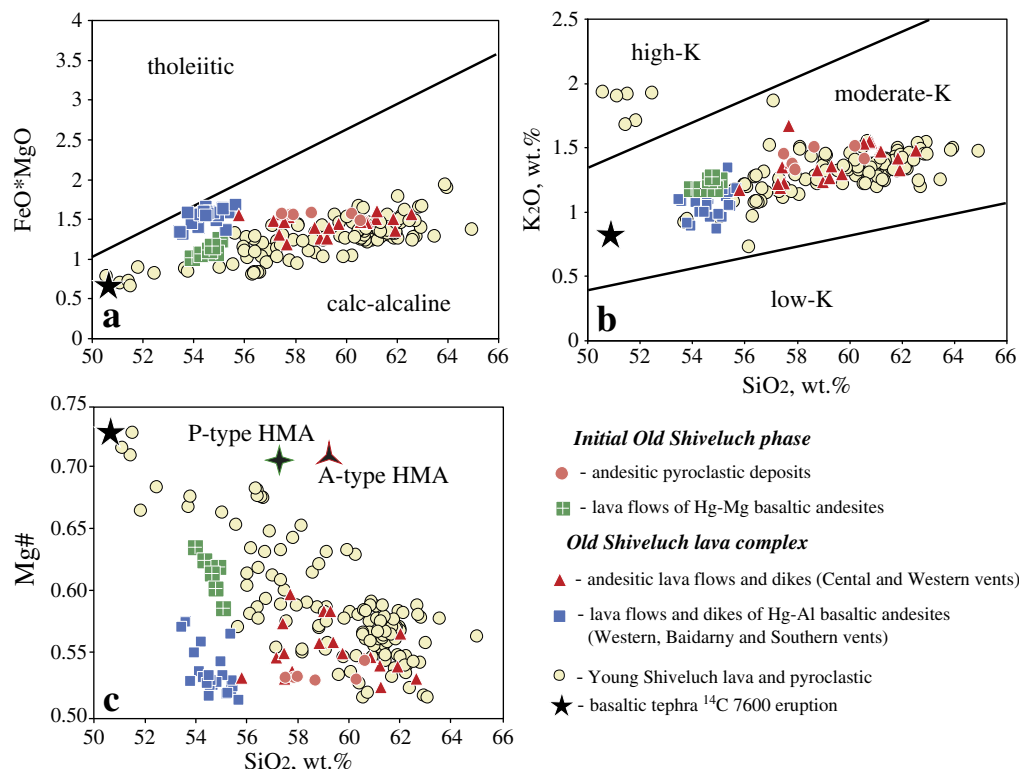 4
3.5
3
2.5
2
1.5
1
0.5
0
FeO*MgO
tholeiitic
calc-alcaline
a
50 52 54 56 58 60 62 64 66
2.5
2
1.5
1
0.5
0
K2O, wt.%
high-K
moderate-K
low-K
b
50 52 54 56 58 60 62 64 66
SiO2, wt.%
0.75
0.70
0.65
0.60
0.55
0.50
Mg#
P-type HMA
A-type HMA
c
50 52 54 56 58 60 62 64 66
SiO2, wt.%
Initial Old Shiveluch phase
- andesitic pyroclastic deposits
- lava flows of Hg-Mg basaltic andesites
Old Shiveluch lava complex
- andesitic lava flows and dikes (Cental and Western vents)
- lava flows and dikes of Hg-Al basaltic andesites
(Western, Baidarny and Southern vents)
- Young Shiveluch lava and pyroclastic
- basaltic tephra 14C 7600 eruption